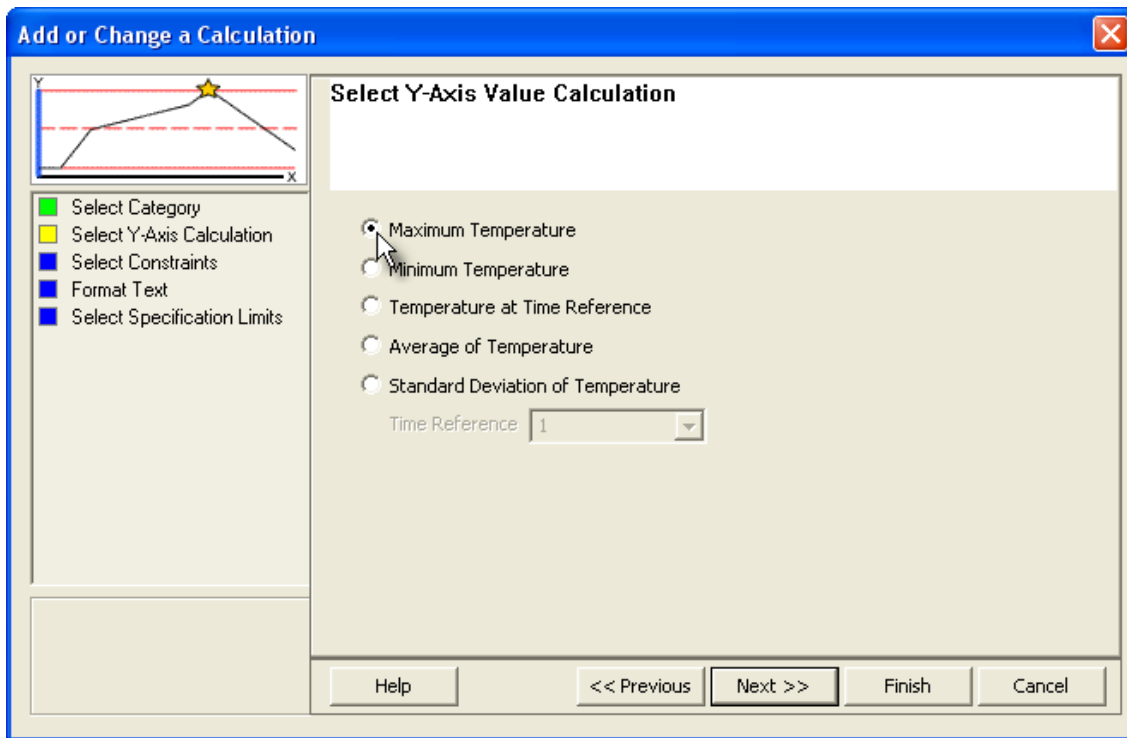 Add or Change a Calculation
Y
X
Select Category
Select Y-Axis Calculation
Select Constraints
Format Text
Select Specification Limits
Select Y-Axis Value Calculation
Maximum Temperature
Minimum Temperature
Temperature at Time Reference
Average of Temperature
Standard Deviation of Temperature
Time Reference 1
Help << Previous Next >> Finish Cancel